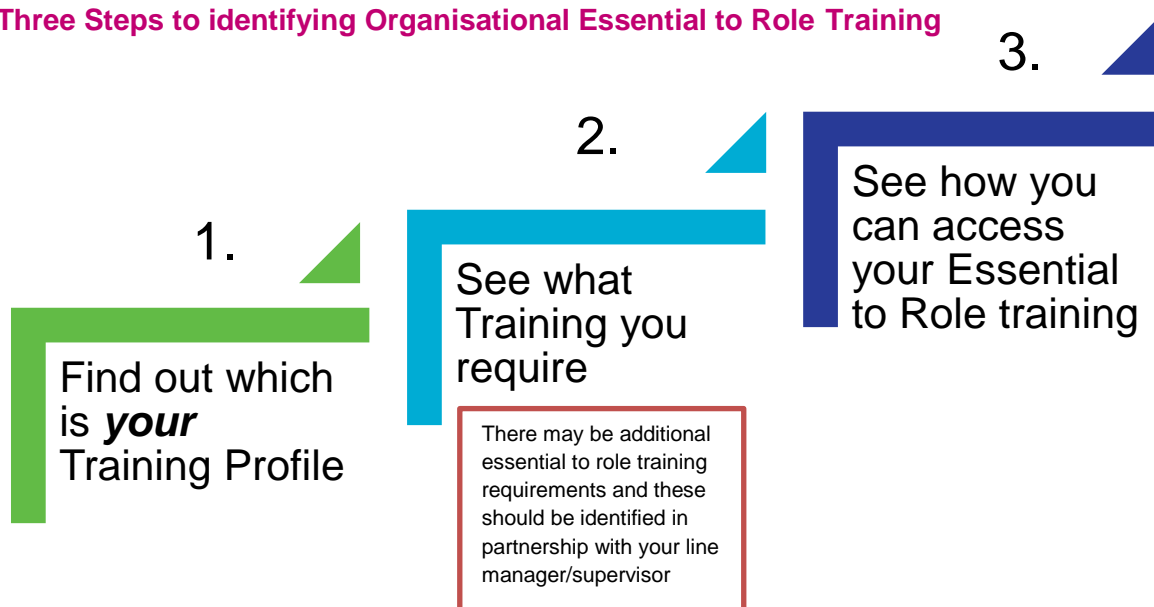 Three Steps to identifying Organisational Essential to Role Training
1.
Find out which
is your
Training Profile
2.
See what
Training you
require
There may be additional
essential to role training
requirements and these
should be identified in
partnership with your line
manager/supervisor
3.
See how you
can access
your Essential
to Role training